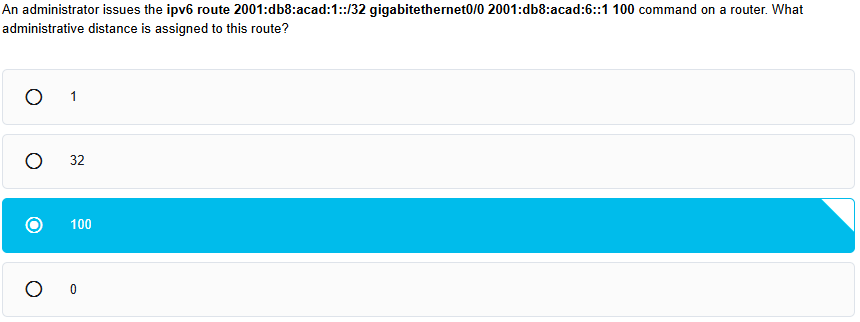 An administrator issues the ipv6 route 2001:db8:acad:1::/32 gigabitethernet0/0 2001:db8:acad:6::1 100 command on a router. What
administrative distance is assigned to this route?
1
32
100
0